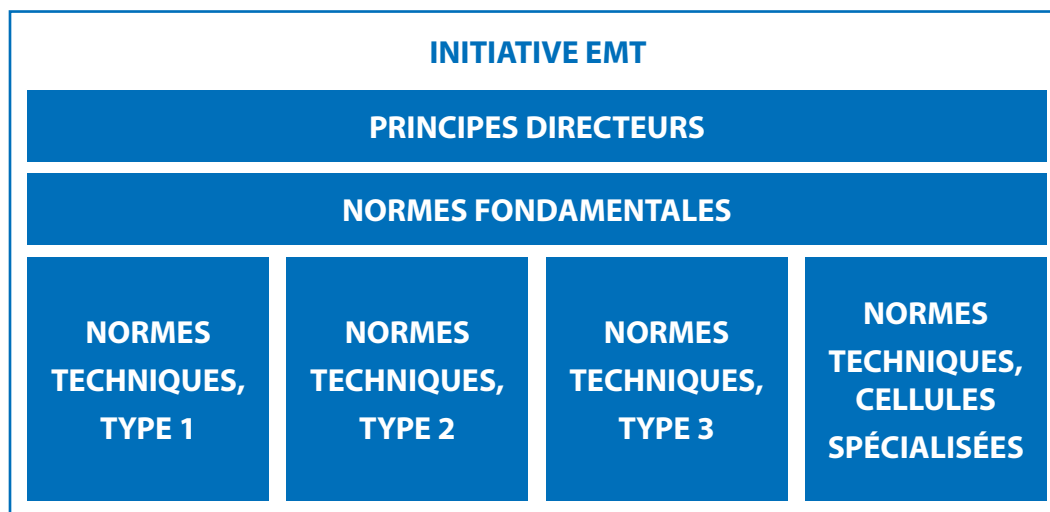 INITIATIVE EMT
PRINCIPES DIRECTEURS
NORMES FONDAMENTALES
NORMES
TECHNIQUES,
TYPE 1
NORMES
TECHNIQUES,
TYPE 2
NORMES
TECHNIQUES,
TYPE 3
NORMES
TECHNIQUES,
CELLULES
SPÉCIALISÉES